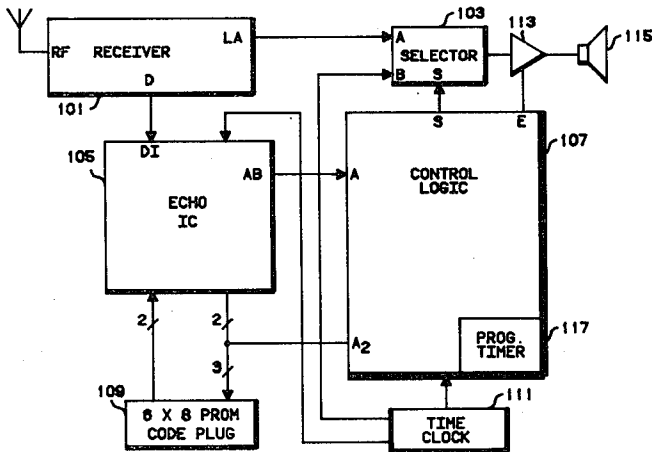 103
113
115
RF
RECEIVER
LA
A
SELECTOR
B
S
D
101
105
DI
S
E
107
AB
A
CONTROL
LOGIC
ECHO
IC
2
2
A2
PROG.
TIMER
117
3
109
6 X 8 PROM
CODE PLUG
111
TIME
CLOCK